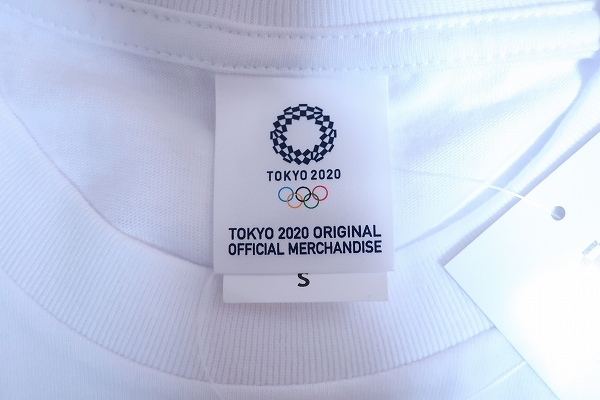 TOKYO 2020
TOKYO 2020 ORIGINAL
OFFICIAL MERCHANDISE
S